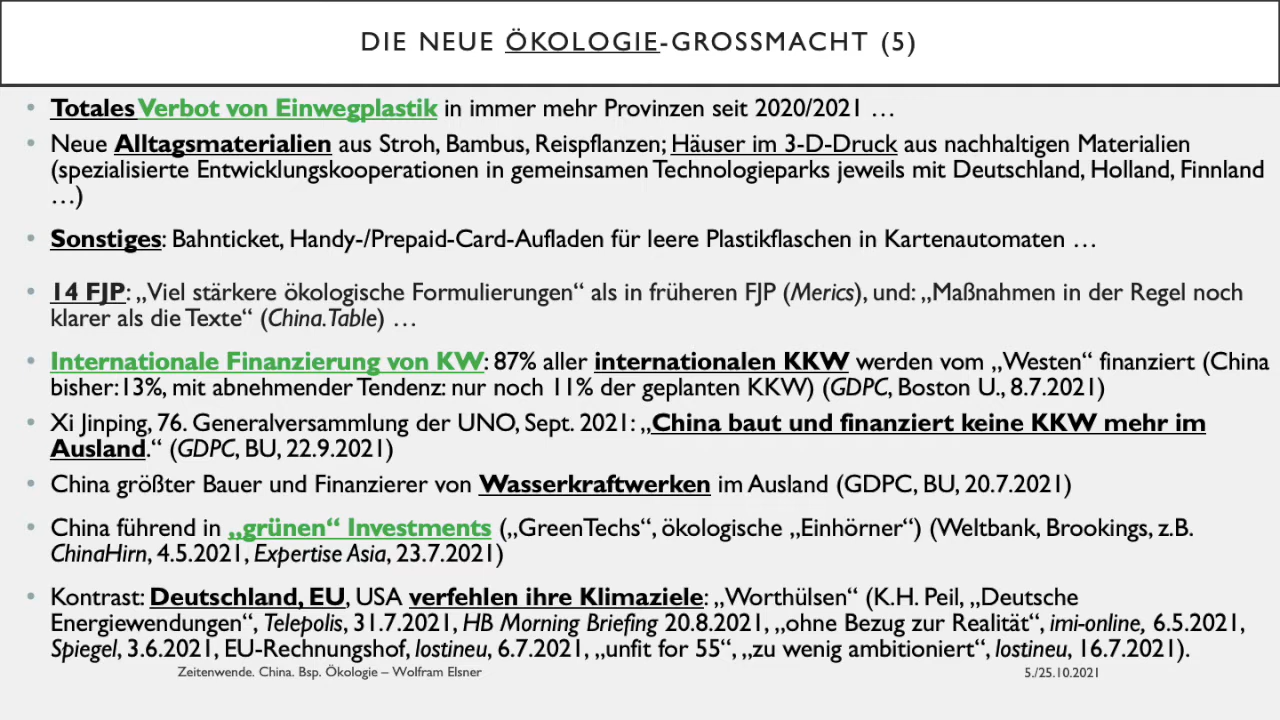 DIE NEUE ÖKOLOGIE-GROSSMACHT (5)
• Totales Verbot von Einwegplastik in immer mehr Provinzen seit 2020/2021 …
• Neue Alltagsmaterialien aus Stroh, Bambus, Reispflanzen; Häuser im 3-D-Druck aus nachhaltigen Materialien
(spezialisierte Entwicklungskooperationen in gemeinsamen Technologieparks jeweils mit Deutschland, Holland, Finnland
…)
• Sonstiges: Bahnticket, Handy-/Prepaid-Card-Aufladen für leere Plastikflaschen in Kartenautomaten …
• 14 FJP: „Viel stärkere ökologische Formulierungen“ als in früheren FJP (Merics), und: „Maßnahmen in der Regel noch
klarer als die Texte“ (China.Table) …
• Internationale Finanzierung von KW: 87% aller internationalen KKW werden vom „Westen“ finanziert (China
bisher: 13%, mit abnehmender Tendenz: nur noch 11% der geplanten KKW) (GDPC, Boston U., 8.7.2021)
• Xi Jinping, 76. Generalversammlung der UNO, Sept. 2021: „China baut und finanziert keine KKW mehr im
Ausland.“ (GDPC, BU, 22.9.2021)
• China größter Bauer und Finanzierer von Wasserkraftwerken im Ausland (GDPC, BU, 20.7.2021)
• China führend in „grünen“ Investments („GreenTechs“, ökologische „Einhörner“) (Weltbank, Brookings, z.B.
ChinaHirn, 4.5.2021, Expertise Asia, 23.7.2021)
• Kontrast: Deutschland, EU, USA verfehlen ihre Klimaziele: „Worthülsen“ (K.H. Peil, „Deutsche
Energiewendungen“, Telepolis, 31.7.2021, HB Morning Briefing 20.8.2021, „ohne Bezug zur Realität“, imi-online, 6.5.2021,
Spiegel, 3.6.2021, EU-Rechnungshof, lostineu, 6.7.2021, „unfit for 55“, „zu wenig ambitioniert“, lostineu, 16.7.2021).
Zeitenwende. China. Bsp. Ökologie – Wolfram Elsner
5./25.10.2021